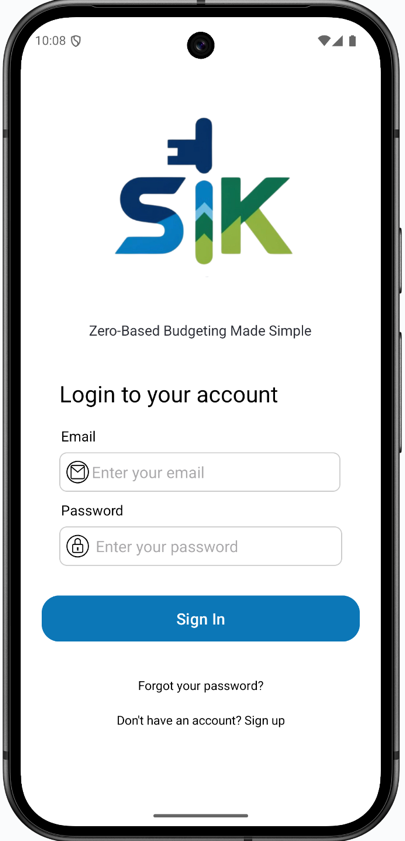 10:08
SiK
Zero-Based Budgeting Made Simple
Login to your account
Email
Enter your email
Password
Enter your password
Sign In
Forgot your password?
Don't have an account? Sign up